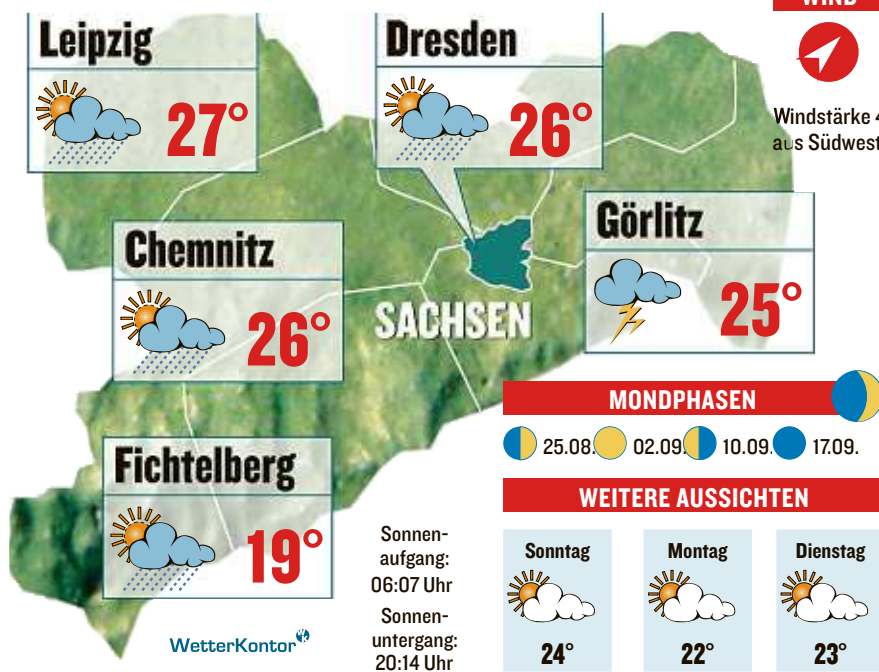 Leipzig
27°
Dresden
26°
WIND
Windstärke 4
aus Südwest
Chemnitz
26°
Görlitz
25°
SACHSEN
Fichtelberg
19°
MONDPHASEN
25.08.
02.09.
10.09.
17.09.
WEITERE AUSSICHTEN
Sonnen-
aufgang:
06:07 Uhr
Sonnen-
untergang:
20:14 Uhr
Sonntag
24°
Montag
22°
Dienstag
23°
WetterKontor